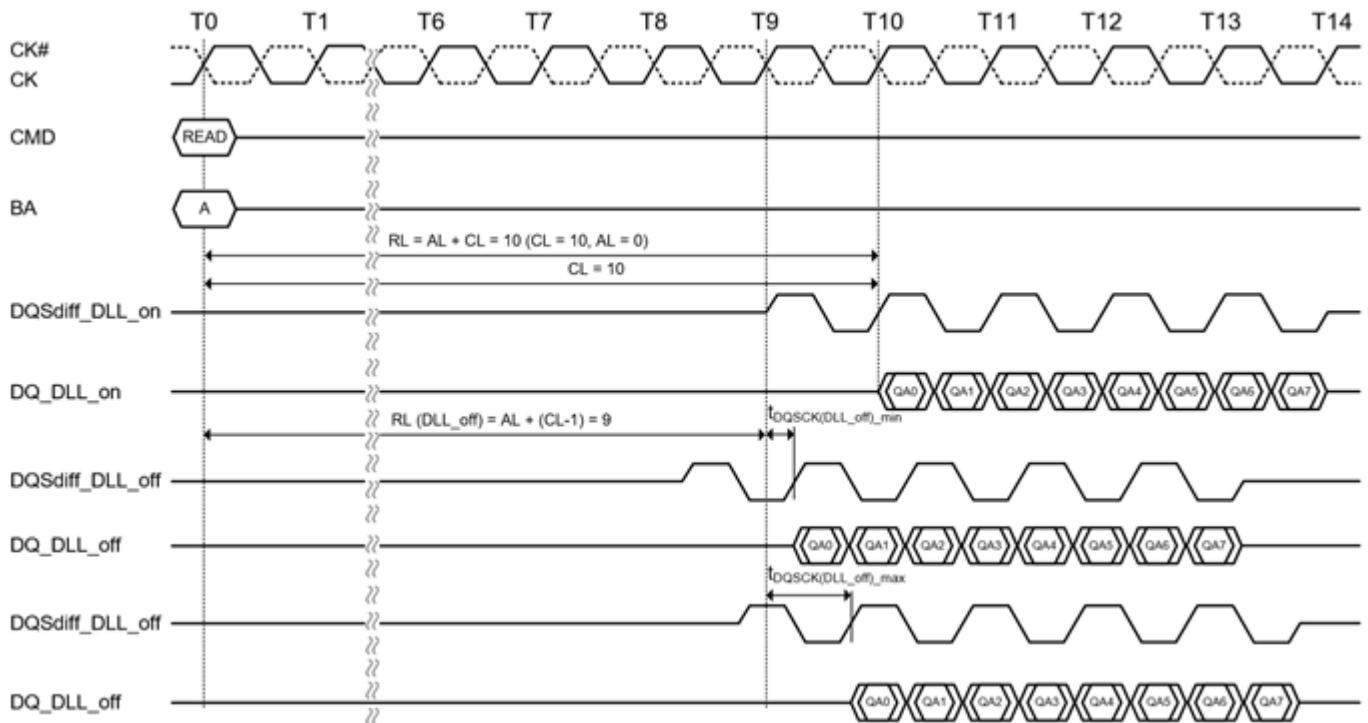 T0 T1 T6 T7 T8 T9 T10 T11 T12 T13 T14
CK#
CK
CMD READ
BA A
RL = AL + CL = 10 (CL = 10, AL = 0)
CL = 10
DQSdiff_DLL_on
DQ_DLL_on QA0 QA1 QA2 QA3 QA4 QA5 QA6 QA7
RL (DLL_off) = AL + (CL-1) = 9 tDQSCK(DLL_off)_min
DQSdiff_DLL_off
DQ_DLL_off QA0 QA1 QA2 QA3 QA4 QA5 QA6 QA7
tDQSCK(DLL_off)_max
DQSdiff_DLL_off
DQ_DLL_off QA0 QA1 QA2 QA3 QA4 QA5 QA6 QA7